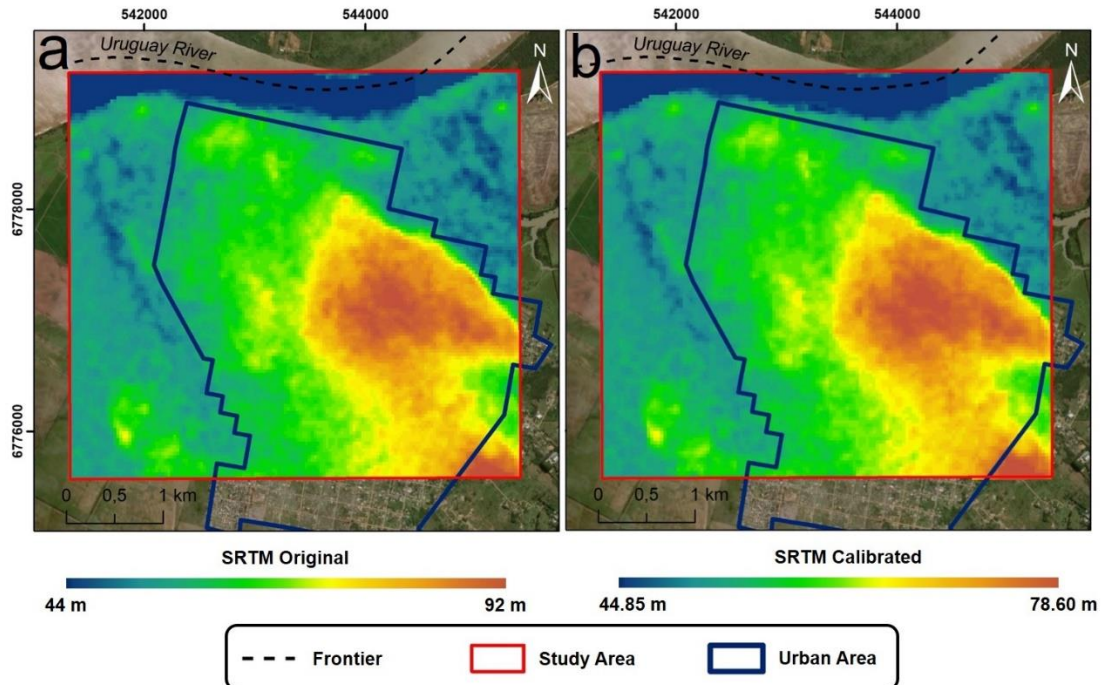 542000 544000 542000 544000
a b
Uruguay River Uruguay River
N N
6778000
6776000
0 0,5 1 km 0 0,5 1 km
SRTM Original SRTM Calibrated
44 m 92 m 44.85 m 78.60 m
Frontier Study Area Urban Area